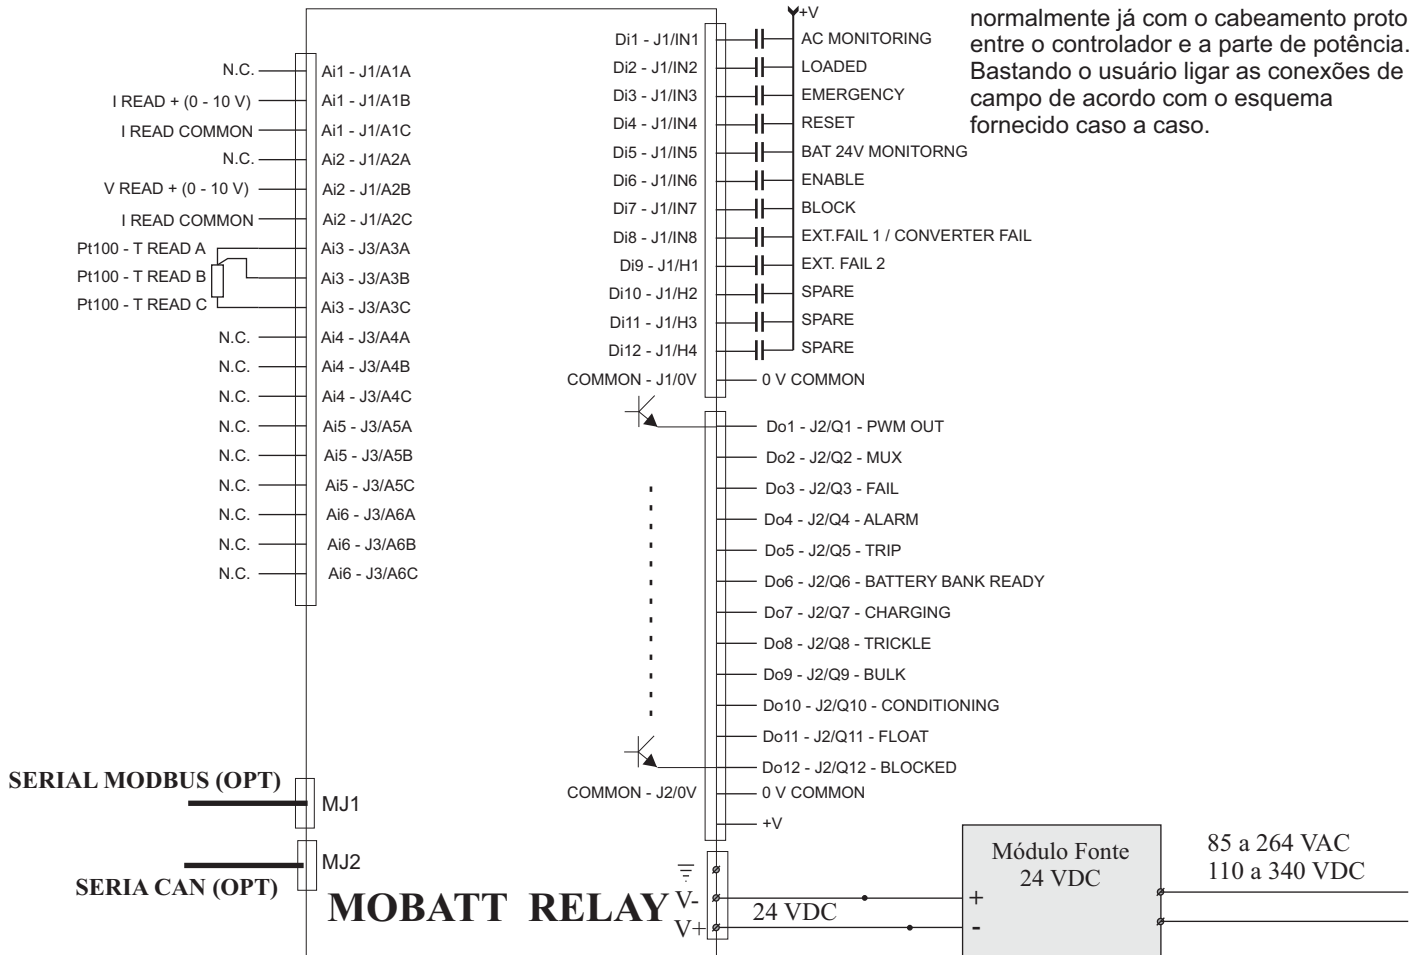 normalmente já com o cabeamento proto
entre o controlador e a parte de potência.
Bastando o usuário ligar as conexões de
campo de acordo com o esquema
fornecido caso a caso.
N.C.
I READ + (0 - 10 V)
I READ COMMON
N.C.
V READ + (0 - 10 V)
I READ COMMON
Pt100 - T READ A
Pt100 - T READ B
Pt100 - T READ C
N.C.
N.C.
N.C.
N.C.
N.C.
N.C.
N.C.
N.C.
N.C.
Ai1 - J1/A1A
Ai1 - J1/A1B
Ai1 - J1/A1C
Ai2 - J1/A2A
Ai2 - J1/A2B
Ai2 - J1/A2C
Ai3 - J3/A3A
Ai3 - J3/A3B
Ai3 - J3/A3C
Ai4 - J3/A4A
Ai4 - J3/A4B
Ai4 - J3/A4C
Ai5 - J3/A5A
Ai5 - J3/A5B
Ai5 - J3/A5C
Ai6 - J3/A6A
Ai6 - J3/A6B
Ai6 - J3/A6C
+V
Di1 - J1/IN1 AC MONITORING
Di2 - J1/IN2 LOADED
Di3 - J1/IN3 EMERGENCY
Di4 - J1/IN4 RESET
Di5 - J1/IN5 BAT 24V MONITORNG
Di6 - J1/IN6 ENABLE
Di7 - J1/IN7 BLOCK
Di8 - J1/IN8 EXT.FAIL 1 / CONVERTER FAIL
Di9 - J1/H1 EXT. FAIL 2
Di10 - J1/H2 SPARE
Di11 - J1/H3 SPARE
Di12 - J1/H4 SPARE
COMMON - J1/0V 0 V COMMON
Do1 - J2/Q1 - PWM OUT
Do2 - J2/Q2 - MUX
Do3 - J2/Q3 - FAIL
Do4 - J2/Q4 - ALARM
Do5 - J2/Q5 - TRIP
Do6 - J2/Q6 - BATTERY BANK READY
Do7 - J2/Q7 - CHARGING
Do8 - J2/Q8 - TRICKLE
Do9 - J2/Q9 - BULK
Do10 - J2/Q10 - CONDITIONING
Do11 - J2/Q11 - FLOAT
Do12 - J2/Q12 - BLOCKED
COMMON - J2/0V 0 V COMMON
+V
SERIAL MODBUS (OPT)
MJ1
MJ2
SERIA CAN (OPT)
MOBATT RELAY
V-
V+
24 VDC
+
-
Módulo Fonte
24 VDC
85 a 264 VAC
110 a 340 VDC